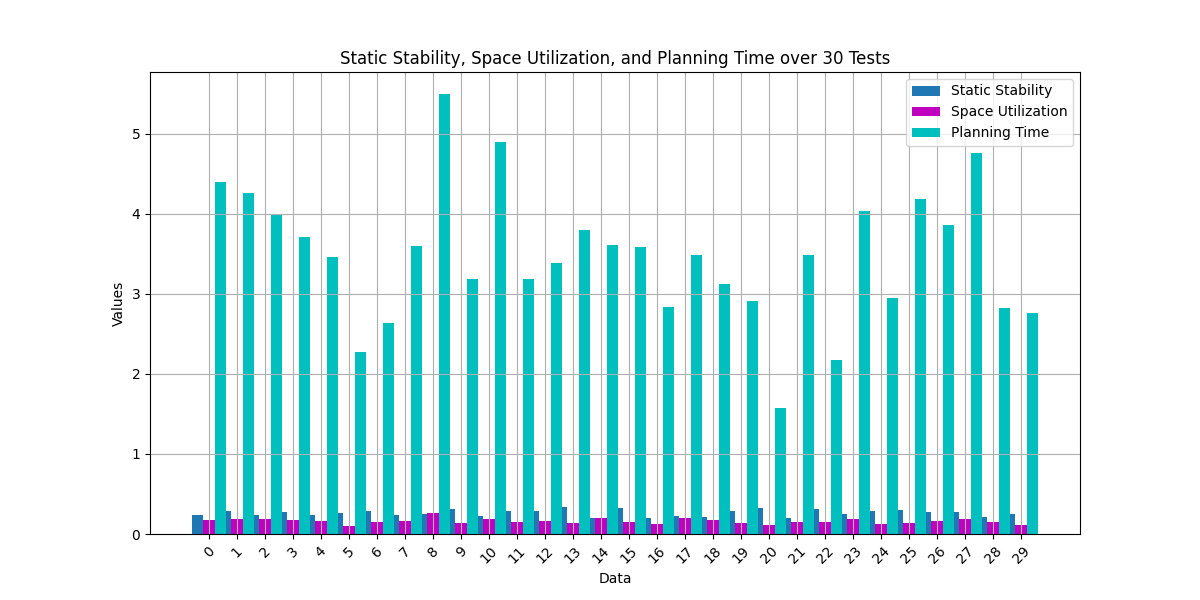 Static Stability, Space Utilization, and Planning Time over 30 Tests
Static Stability
Space Utilization
Planning Time
Values
5
4
3
2
1
0
0 1 2 3 4 5 6 7 8 9 10 11 12 13 14 15 16 17 18 19 20 21 22 23 24 25 26 27 28 29
Data